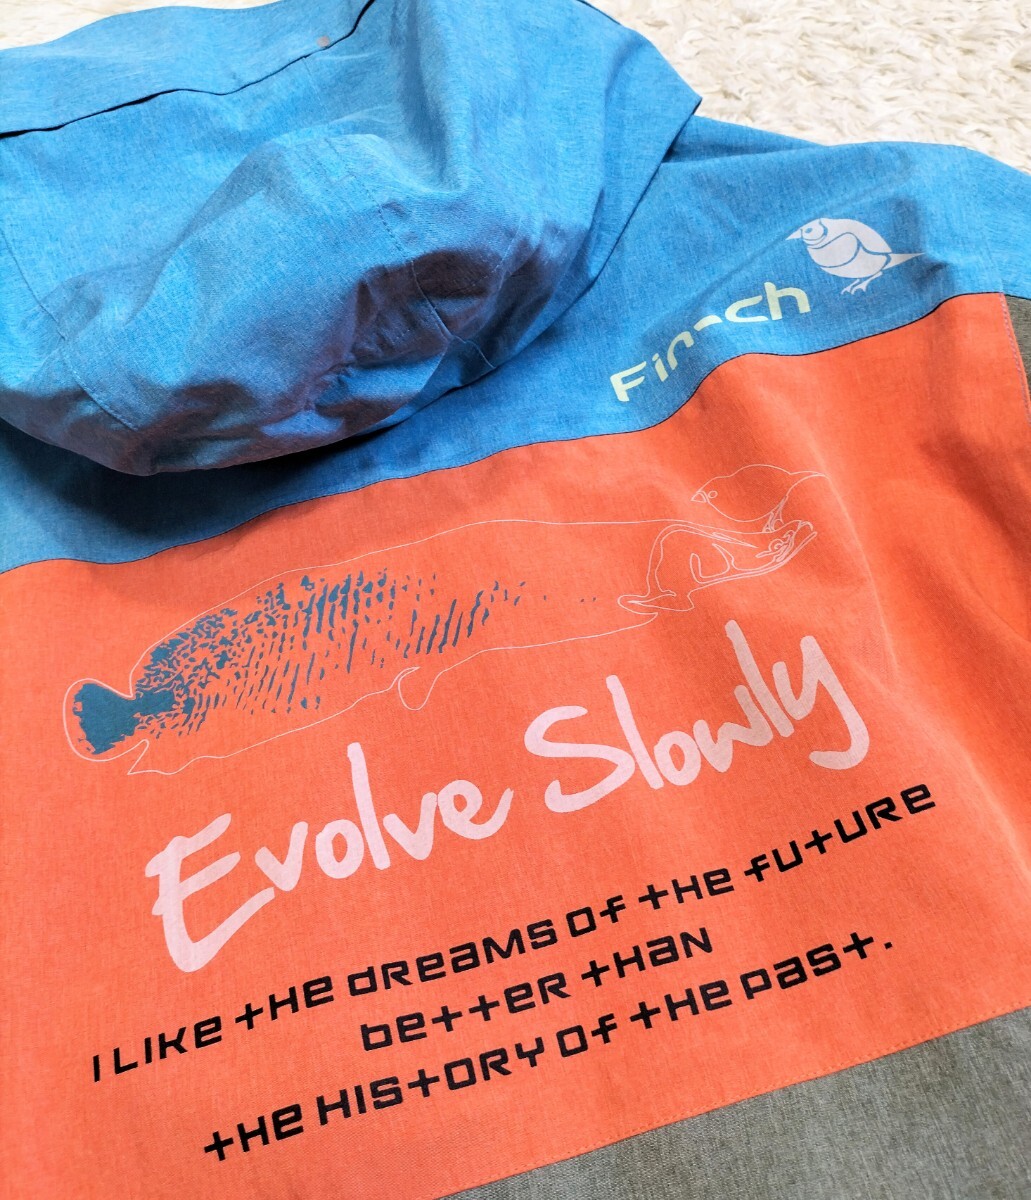 Finch
Evolve Slowly
I LIKE tHE dREAMS Of tHE fUtURE
bEttER tHAN
tHE HIStORY Of tHE pAst.